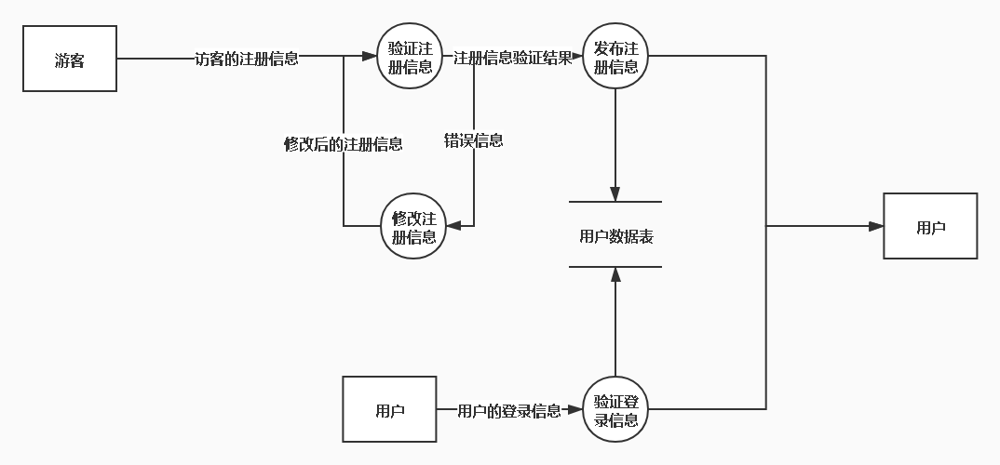 游客
访客的注册信息
验证注
册信息
注册信息验证结果
发布注
册信息
修改后的注册信息
错误信息
修改注
册信息
用户数据表
用户
用户
用户的登录信息
验证登
录信息